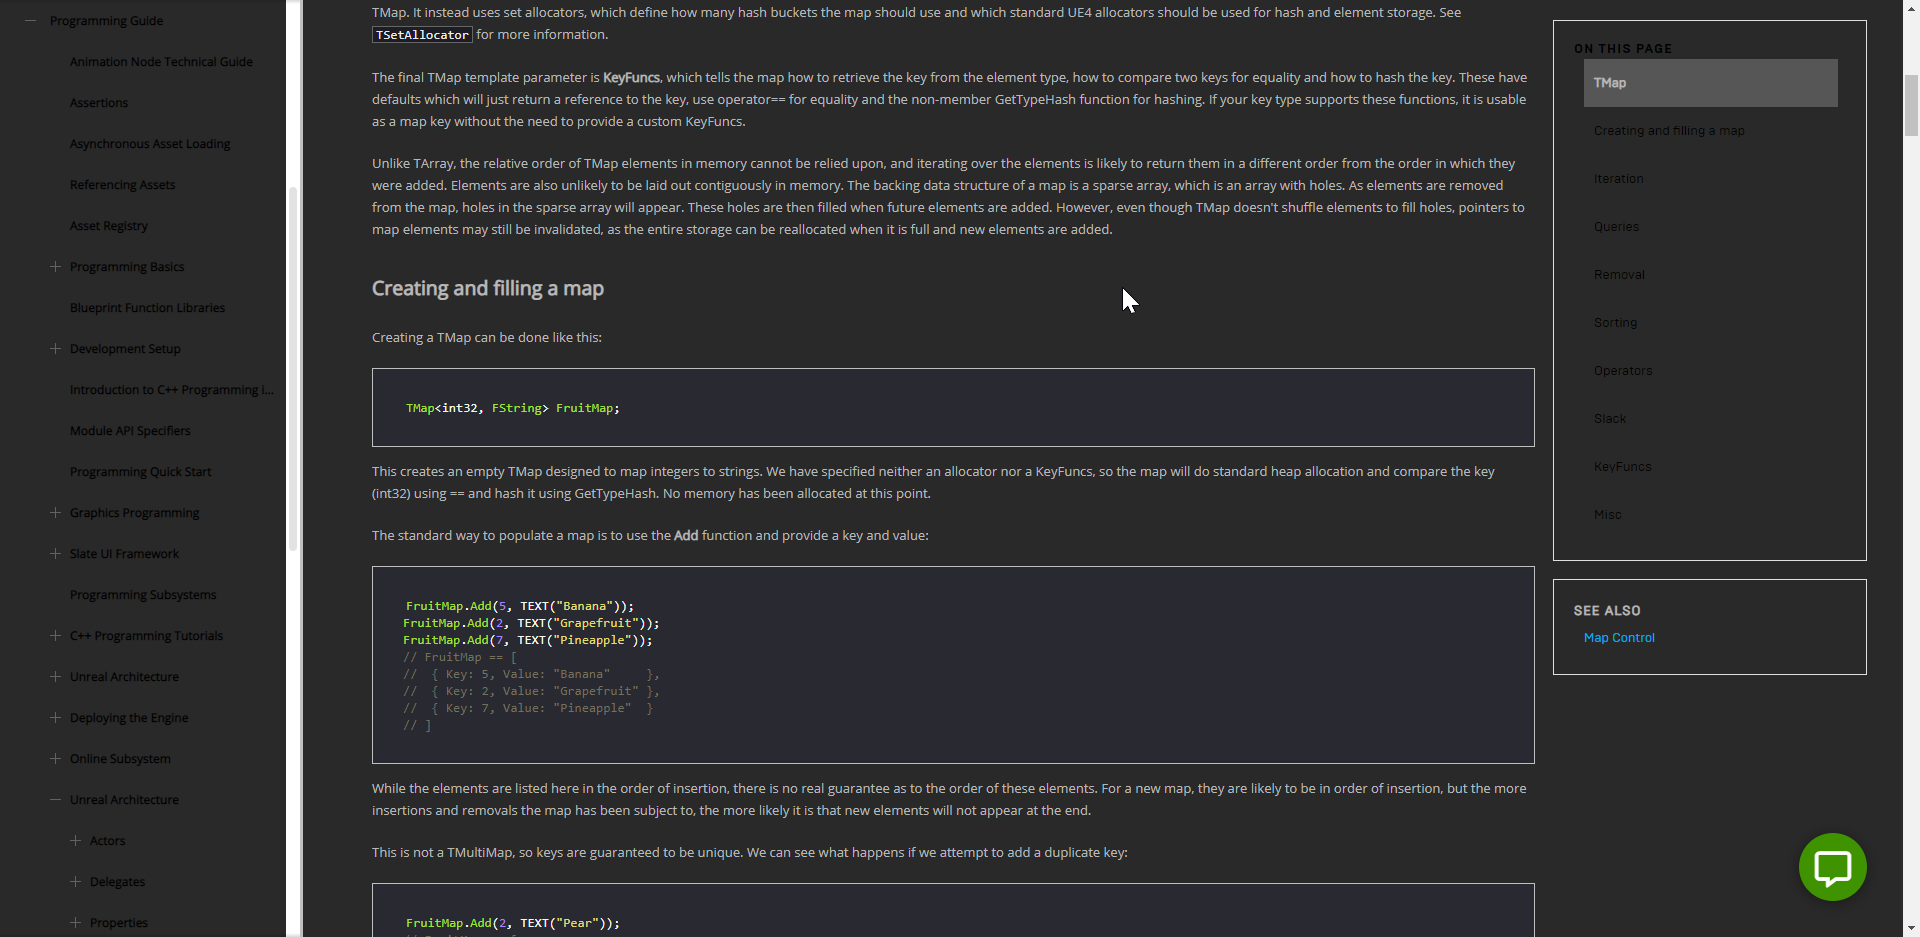 Programming Guide
Animation Node Technical Guide
Assertions
Asynchronous Asset Loading
Referencing Assets
Asset Registry
Programming Basics
Blueprint Function Libraries
Development Setup
Introduction to C++ Programming i...
Module API Specifiers
Programming Quick Start
Graphics Programming
Slate UI Framework
Programming Subsystems
C++ Programming Tutorials
Unreal Architecture
Deploying the Engine
Online Subsystem
Unreal Architecture
Actors
Delegates
Properties
TMap. It instead uses set allocators, which define how many hash buckets the map should use and which standard UE4 allocators should be used for hash and element storage. See
TSetAllocator for more information.
The final TMap template parameter is KeyFuncs, which tells the map how to retrieve the key from the element type, how to compare two keys for equality and how to hash the key. These have
defaults which will just return a reference to the key, use operator== for equality and the non-member GetTypeHash function for hashing. If your key type supports these functions, it is usable
as a map key without the need to provide a custom KeyFuncs.
Unlike TArray, the relative order of TMap elements in memory cannot be relied upon, and iterating over the elements is likely to return them in a different order from the order in which they
were added. Elements are also unlikely to be laid out contiguously in memory. The backing data structure of a map is a sparse array, which is an array with holes. As elements are removed
from the map, holes in the sparse array will appear. These holes are then filled when future elements are added. However, even though TMap doesn't shuffle elements to fill holes, pointers to
map elements may still be invalidated, as the entire storage can be reallocated when it is full and new elements are added.
Creating and filling a map
Creating a TMap can be done like this:
TMap<int32, FString> FruitMap;
This creates an empty TMap designed to map integers to strings. We have specified neither an allocator nor a KeyFuncs, so the map will do standard heap allocation and compare the key
(int32) using == and hash it using GetTypeHash. No memory has been allocated at this point.
The standard way to populate a map is to use the Add function and provide a key and value:
FruitMap.Add(5, TEXT("Banana"));
FruitMap.Add(2, TEXT("Grapefruit"));
FruitMap.Add(7, TEXT("Pineapple"));
// FruitMap == [
//  { Key: 5, Value: "Banana"     },
//  { Key: 2, Value: "Grapefruit" },
//  { Key: 7, Value: "Pineapple"  }
// ]
While the elements are listed here in the order of insertion, there is no real guarantee as to the order of these elements. For a new map, they are likely to be in order of insertion, but the more
insertions and removals the map has been subject to, the more likely it is that new elements will not appear at the end.
This is not a TMultiMap, so keys are guaranteed to be unique. We can see what happens if we attempt to add a duplicate key:
FruitMap.Add(2, TEXT("Pear"));
ON THIS PAGE
TMap
Creating and filling a map
Iteration
Queries
Removal
Sorting
Operators
Slack
KeyFuncs
Misc
SEE ALSO
Map Control